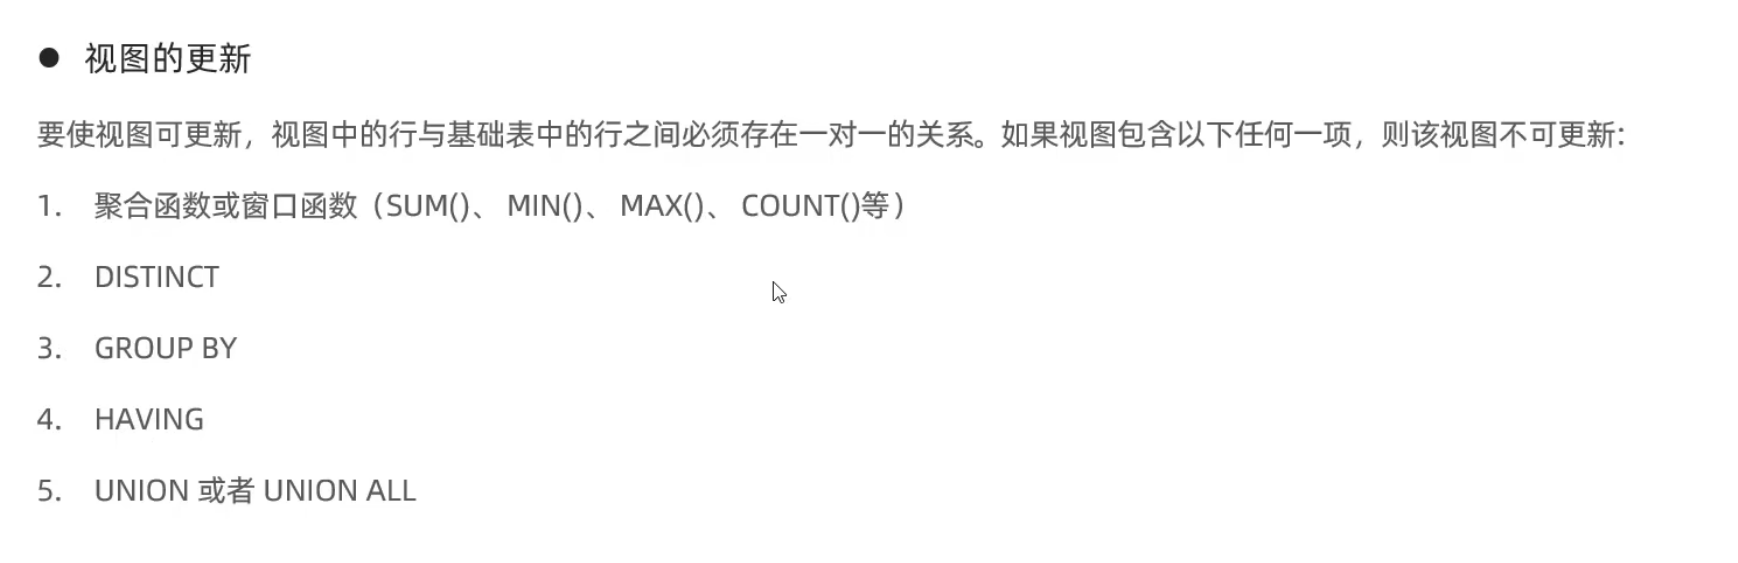 ● 视图的更新
要使视图可更新，视图中的行与基础表中的行之间必须存在一对一的关系。如果视图包含以下任何一项，则该视图不可更新：
1. 聚合函数或窗口函数（SUM()、 MIN()、 MAX()、 COUNT()等）
2. DISTINCT
3. GROUP BY
4. HAVING
5. UNION 或者 UNION ALL